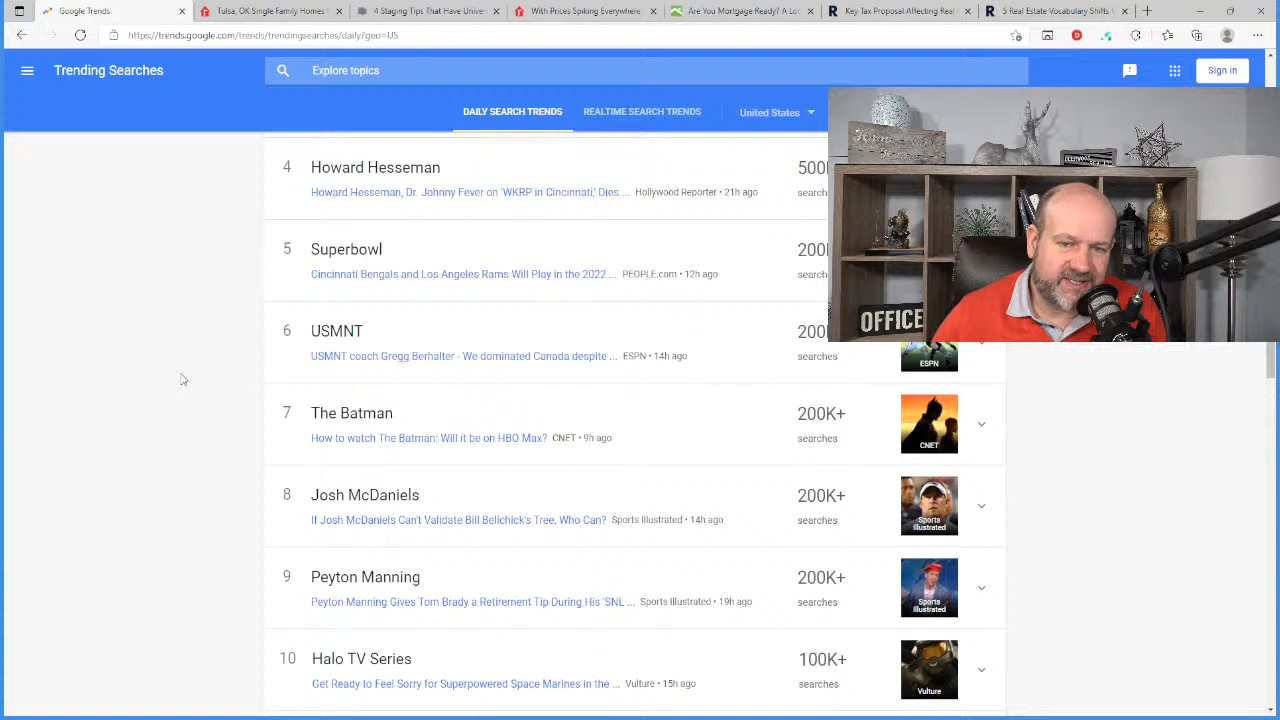 Google Trends
Tulsa, OK Single Family Homes
4 Staging Tips That Have Univer
With Prices Spiking Everywhere
Are You Mortgage Ready? A Lo
Key Tax Proposal Affecting Real
5 Real Estate Vocabulary Shifts
https://trends.google.com/trends/trendingsearches/daily?geo=US
Trending Searches
Explore topics
Sign in
DAILY SEARCH TRENDS
REALTIME SEARCH TRENDS
United States
4
Howard Hesseman
Howard Hesseman, Dr. Johnny Fever on 'WKRP in Cincinnati,' Dies ... Hollywood Reporter • 21h ago
500
search
5
Superbowl
Cincinnati Bengals and Los Angeles Rams Will Play in the 2022 ... PEOPLE.com • 12h ago
200
search
OFFICE
6
USMNT
USMNT coach Gregg Berhalter - We dominated Canada despite ... ESPN • 14h ago
200
searches
ESPN
7
The Batman
How to watch The Batman: Will it be on HBO Max? CNET • 9h ago
200K+
searches
CNET
8
Josh McDaniels
If Josh McDaniels Can't Validate Bill Belichick's Tree, Who Can? Sports Illustrated • 14h ago
200K+
searches
Sports
Illustrated
9
Peyton Manning
Peyton Manning Gives Tom Brady a Retirement Tip During His 'SNL ... Sports Illustrated • 19h ago
200K+
searches
Sports
Illustrated
10
Halo TV Series
Get Ready to Feel Sorry for Superpowered Space Marines in the ... Vulture • 15h ago
100K+
searches
Vulture